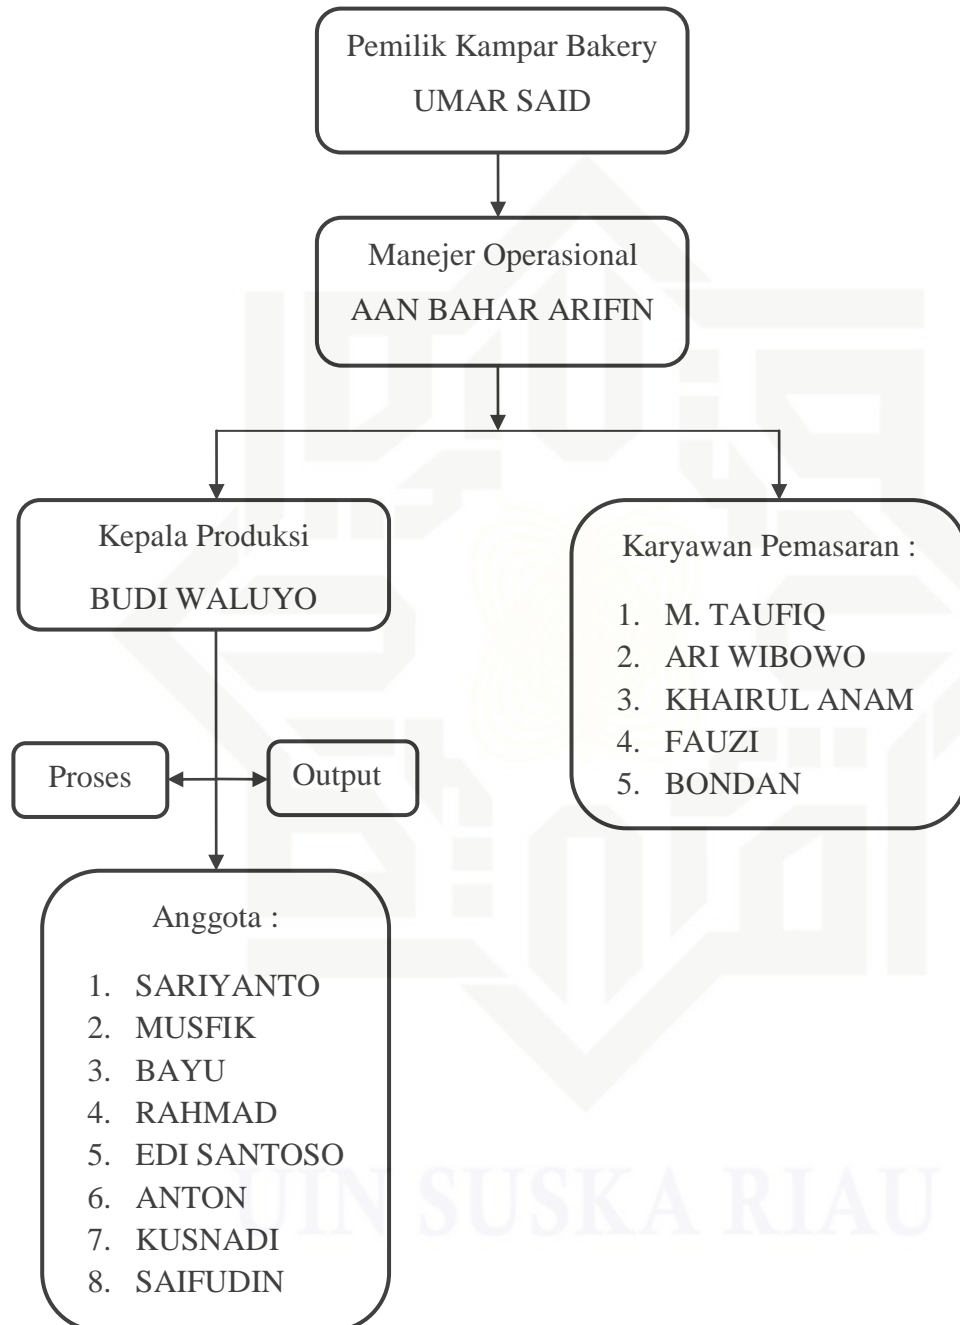 Pemilik Kampar Bakery
UMAR SAID
Manejer Operasional
AAN BAHAR ARIFIN
Kepala Produksi
BUDI WALUYO
Karyawan Pemasaran :
1. M. TAUFIQ
2. ARI WIBOWO
3. KHAIRUL ANAM
4. FAUZI
5. BONDAN
Proses
Output
Anggota :
1. SARIYANTO
2. MUSFIK
3. BAYU
4. RAHMAD
5. EDI SANTOSO
6. ANTON
7. KUSNADI
8. SAIFUDIN
UIN SUSKA RIAU